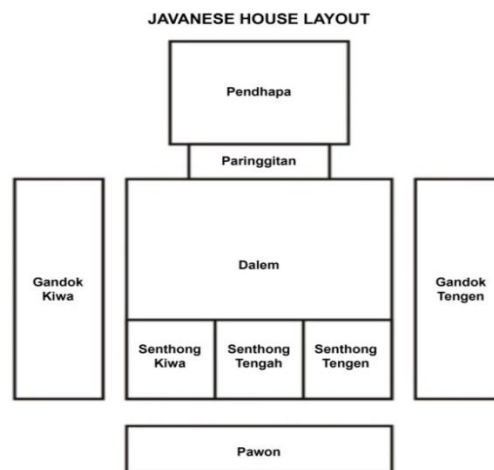 JAVANESE HOUSE LAYOUT
Pendhapa
Paringgitan
Dalem
Gandok
Kiwa
Gandok
Tengen
Senthong
Kiwa
Senthong
Tengah
Senthong
Tengen
Pawon